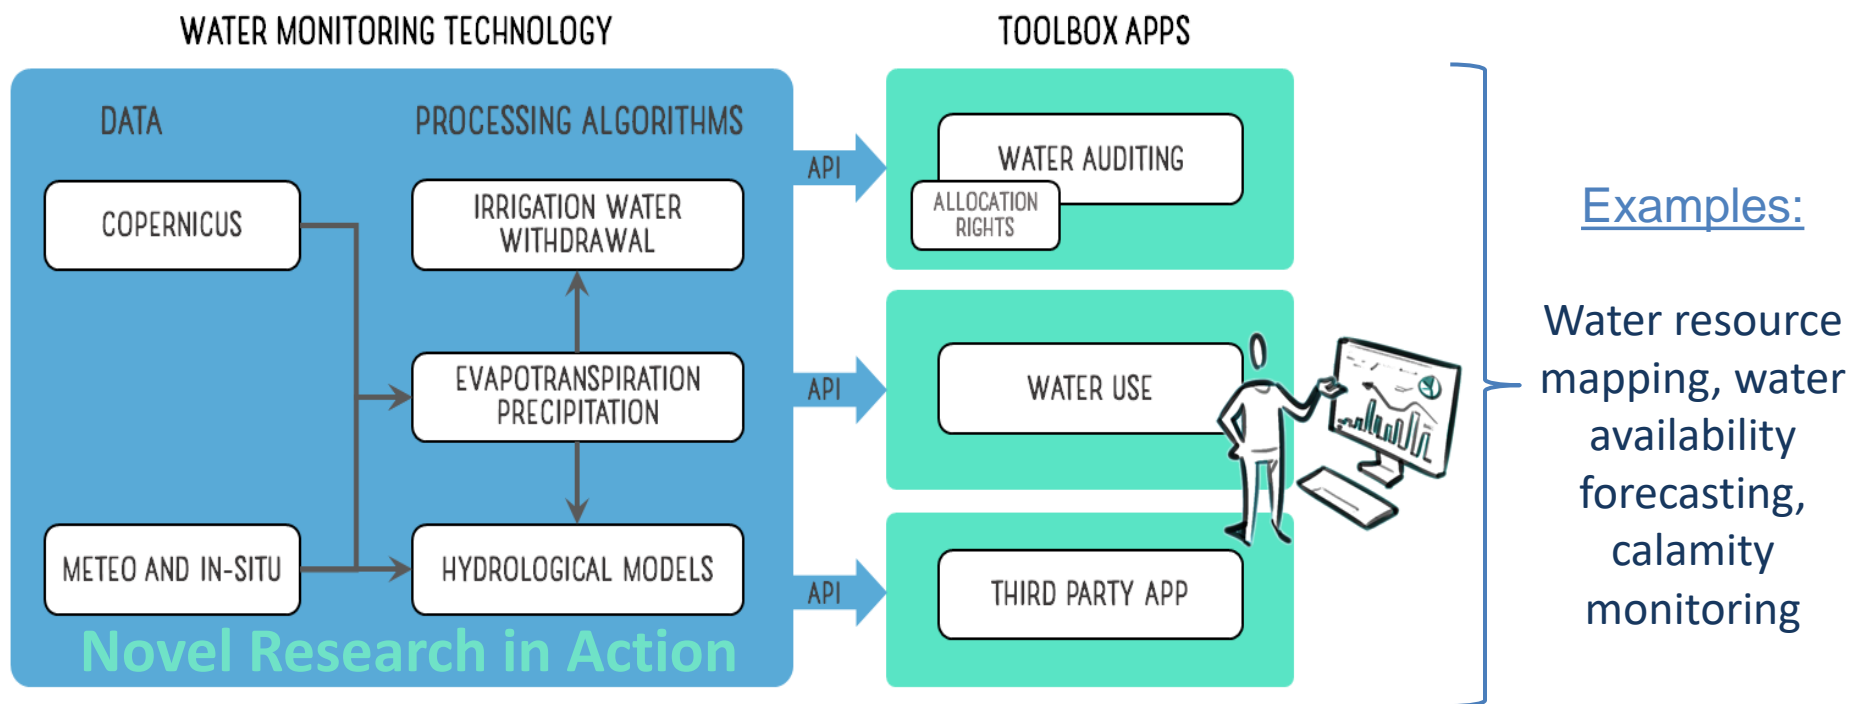 WATER MONITORING TECHNOLOGY
DATA
PROCESSING ALGORITHMS
COPERNICUS
IRRIGATION WATER
WITHDRAWAL
EVAPOTRANSPIRATION
PRECIPITATION
METEO AND IN-SITU
HYDROLOGICAL MODELS
Novel Research in Action
API
API
API
TOOLBOX APPS
WATER AUDITING
ALLOCATION
RIGHTS
WATER USE
THIRD PARTY APP
Examples:
Water resource
mapping, water
availability
forecasting,
calamity
monitoring